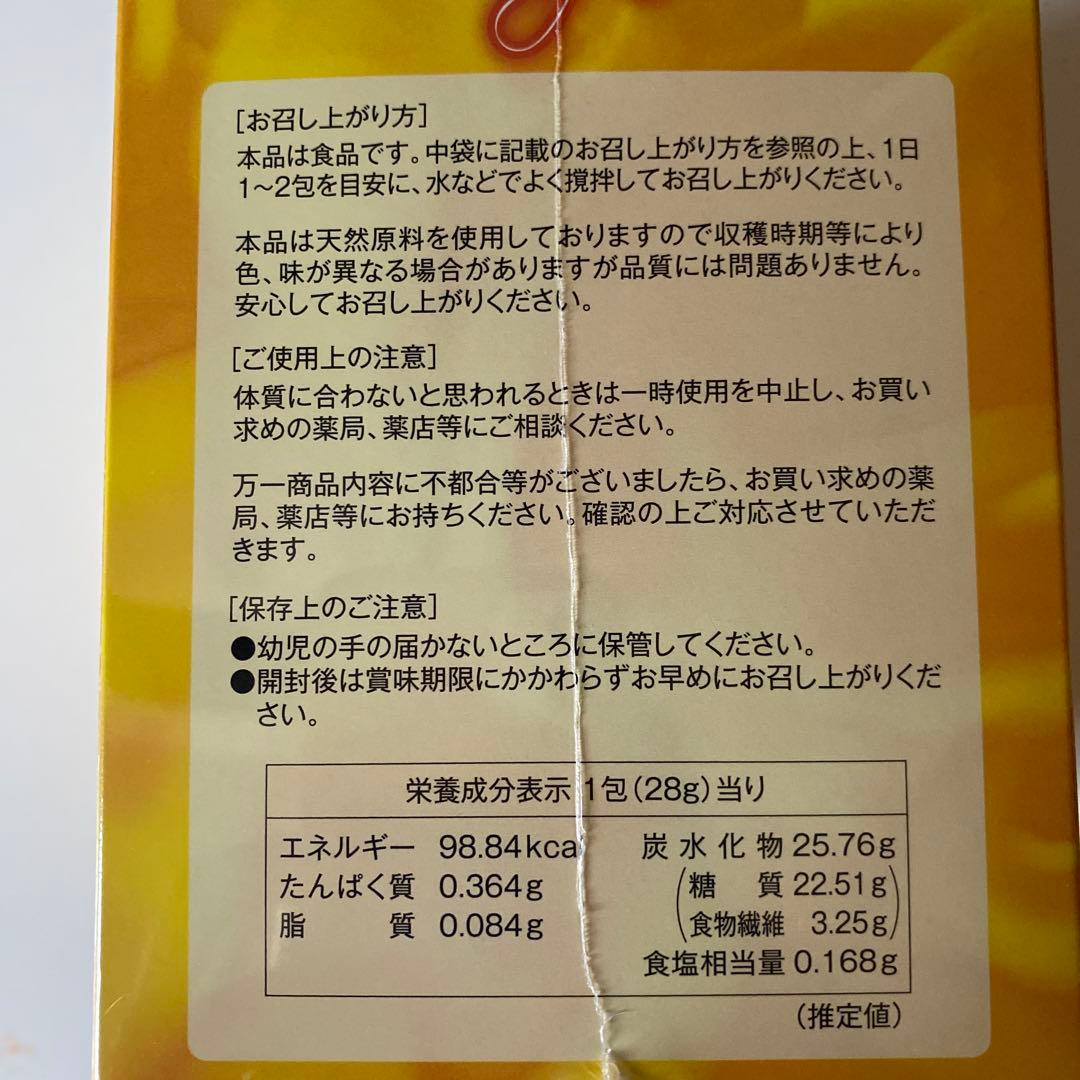 [お召し上がり方]
本品は食品です。中袋に記載のお召し上がり方を参照の上、1日
1～2包を目安に、水などでよく撹拌してお召し上がりください。
本品は天然原料を使用しておりますので収穫時期等により
色、味が異なる場合がありますが品質には問題ありません。
安心してお召し上がりください。
[ご使用上の注意]
体質に合わないと思われるときは一時使用を中止し、お買い
求めの薬局、薬店等にご相談ください。
万一商品内容に不都合等がございましたら、お買い求めの薬
局、薬店等にお持ちください。確認の上ご対応させていただ
きます。
[保存上のご注意]
●幼児の手の届かないところに保管してください。
●開封後は賞味期限にかかわらずお早めにお召し上がりくだ
さい。
栄養成分表示 1包(28g)当り
エネルギー 98.84kcal 炭水化物 25.76g
たんぱく質 0.364g (糖質 22.51g
脂質 0.084g 食物繊維 3.25g)
食塩相当量 0.168g
(推定値)